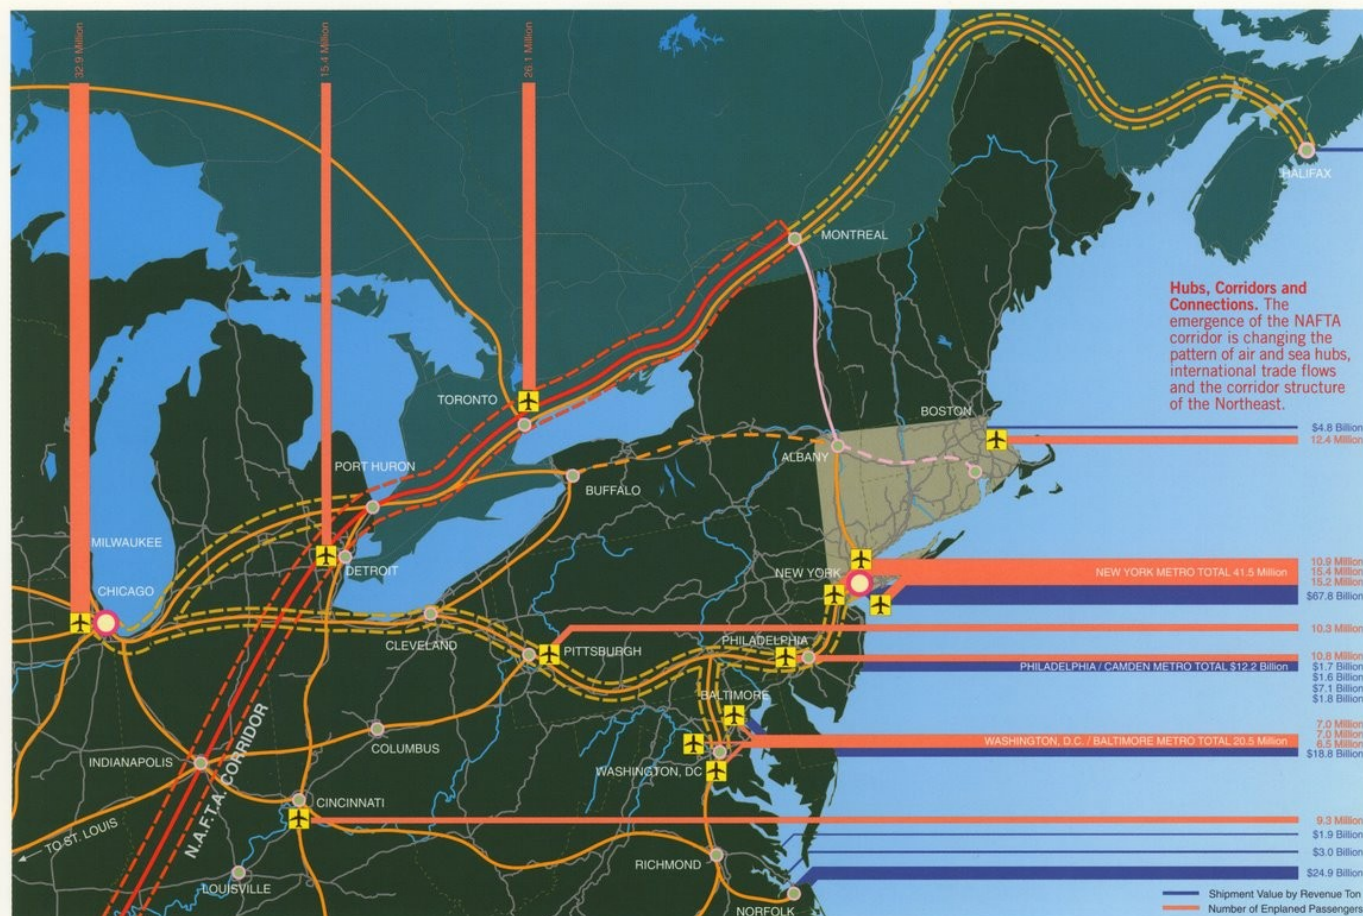 32.9 Million
15.4 Million
26.1 Million
HALIFAX
MONTREAL
Hubs, Corridors and
Connections. The
emergence of the NAFTA
corridor is changing the
pattern of air and sea hubs,
international trade flows
and the corridor structure
of the Northeast.
TORONTO
BOSTON
$4.8 Billion
12.4 Million
ALBANY
PORT HURON
BUFFALO
MILWAUKEE
DETROIT
CHICAGO
NEW YORK
NEW YORK METRO TOTAL 41.5 Million
10.9 Million
15.4 Million
15.2 Million
$67.8 Billion
CLEVELAND
PITTSBURGH
10.3 Million
PHILADELPHIA
10.8 Million
PHILADELPHIA / CAMDEN METRO TOTAL $12.2 Billion
$1.7 Billion
$1.6 Billion
$7.1 Billion
$1.8 Billion
BALTIMORE
7.0 Million
7.0 Million
6.5 Million
WASHINGTON, D.C. / BALTIMORE METRO TOTAL 20.5 Million
$18.8 Billion
COLUMBUS
WASHINGTON, DC
INDIANAPOLIS
N.A.F.T.A. CORRIDOR
CINCINNATI
9.3 Million
TO ST. LOUIS
$1.9 Billion
$3.0 Billion
RICHMOND
$24.9 Billion
LOUISVILLE
NORFOLK
Shipment Value by Revenue Ton
Number of Enplaned Passengers